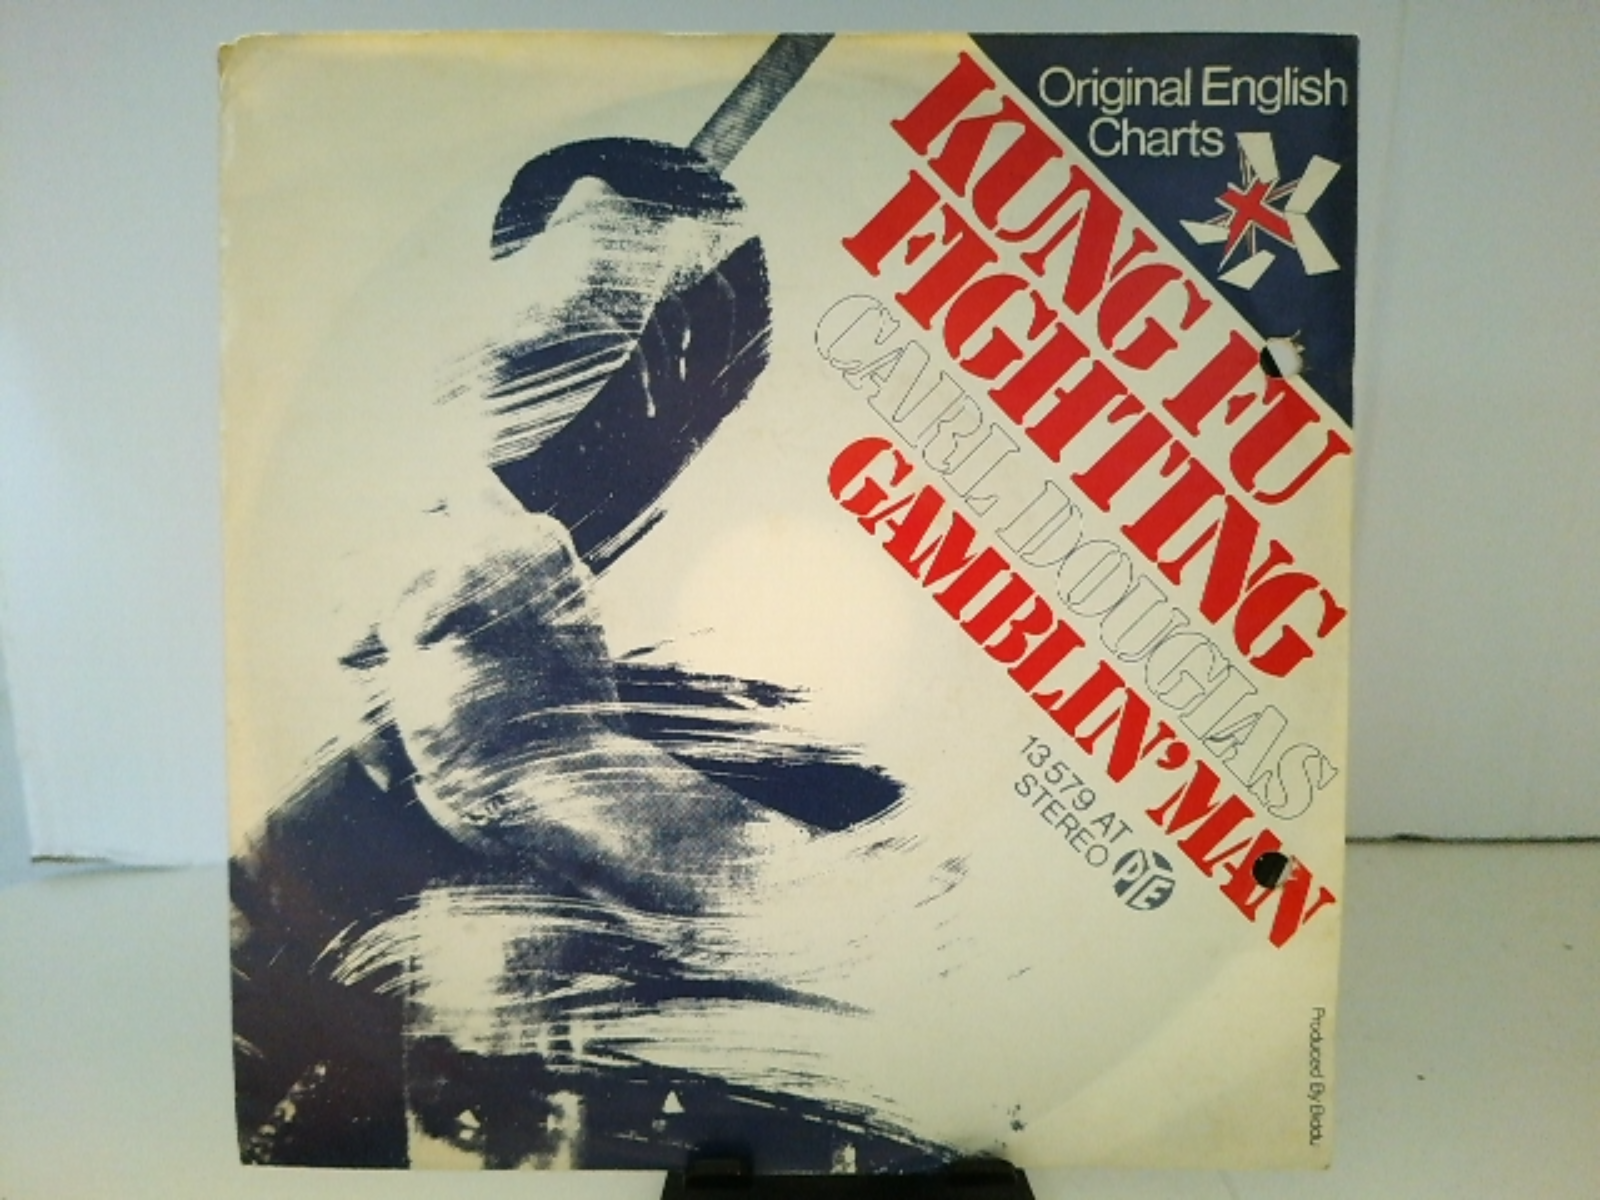 Original English
Charts
KUNG FU
FIGHTING
CARL DOUGLAS
GAMBLIN' MAN
13 579 AT
STEREO
PYE
Produced By Biddu